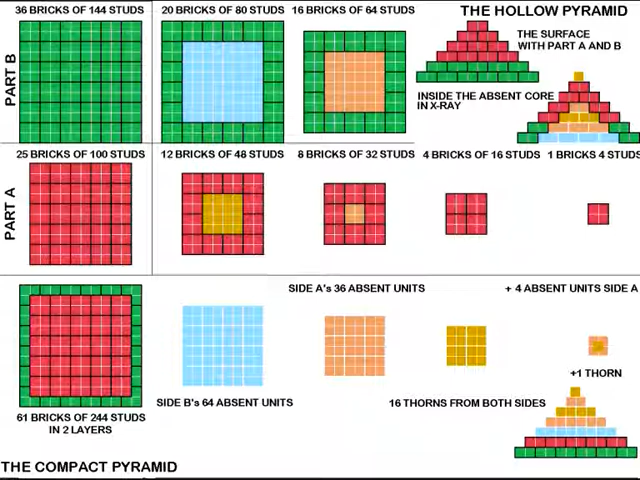 36 BRICKS OF 144 STUDS
20 BRICKS OF 80 STUDS
16 BRICKS OF 64 STUDS
THE HOLLOW PYRAMID
THE SURFACE
WITH PART A AND B
PART B
INSIDE THE ABSENT CORE
IN X-RAY
25 BRICKS OF 100 STUDS
12 BRICKS OF 48 STUDS
8 BRICKS OF 32 STUDS
4 BRICKS OF 16 STUDS
1 BRICKS 4 STUDS
PART A
SIDE A's 36 ABSENT UNITS
+ 4 ABSENT UNITS SIDE A
+1 THORN
SIDE B's 64 ABSENT UNITS
16 THORNS FROM BOTH SIDES
61 BRICKS OF 244 STUDS
IN 2 LAYERS
THE COMPACT PYRAMID